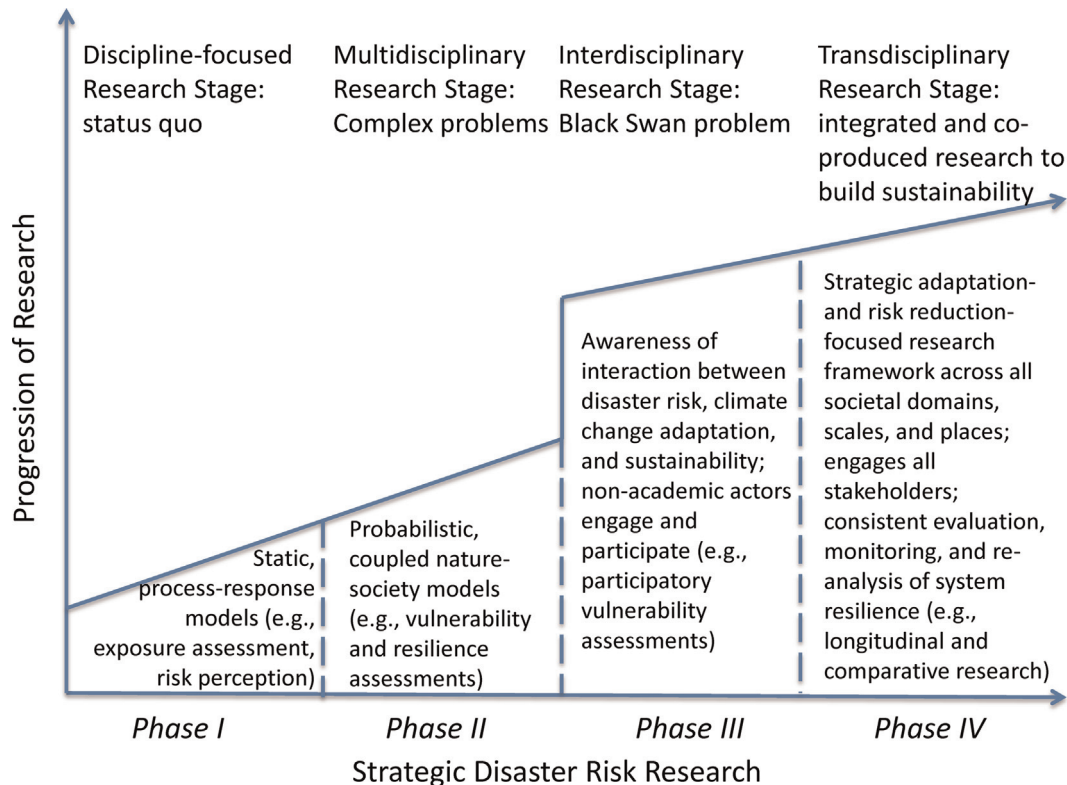 Discipline-focused
Research Stage:
status quo
Multidisciplinary
Research Stage:
Complex problems
Interdisciplinary
Research Stage:
Black Swan problem
Transdisciplinary
Research Stage:
integrated and co-
produced research to
build sustainability
Progression of Research
Static,
process-response
models (e.g.,
exposure assessment,
risk perception)
Probabilistic,
coupled nature-
society models
(e.g., vulnerability
and resilience
assessments)
Awareness of
interaction between
disaster risk, climate
change adaptation,
and sustainability;
non-academic actors
engage and
participate (e.g.,
participatory
vulnerability
assessments)
Strategic adaptation-
and risk reduction-
focused research
framework across all
societal domains,
scales, and places;
engages all
stakeholders;
consistent evaluation,
monitoring, and re-
analysis of system
resilience (e.g.,
longitudinal and
comparative research)
Phase I
Phase II
Phase III
Phase IV
Strategic Disaster Risk Research